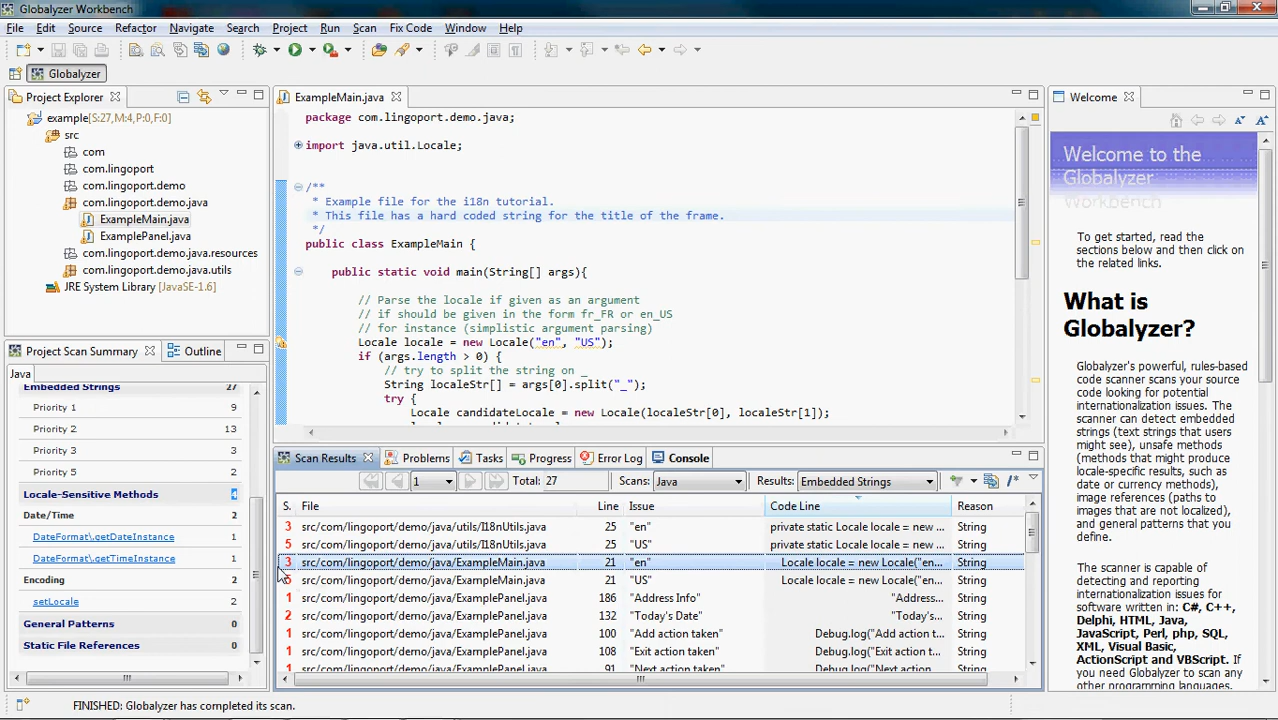 Globalyzer Workbench
File Edit Source Refactor Navigate Search Project Run Scan Fix Code Window Help
Globalyzer
Project Explorer
example[S:27,M:4,P:0,F:0]
src
com
com.lingoport
com.lingoport.demo
com.lingoport.demo.java
ExampleMain.java
ExamplePanel.java
com.lingoport.demo.java.resources
com.lingoport.demo.java.utils
JRE System Library [JavaSE-1.6]
Project Scan Summary Outline
Java
Embedded Strings 27
Priority 1 9
Priority 2 13
Priority 3 3
Priority 5 2
Locale-Sensitive Methods 4
Date/Time 2
DateFormat\.getDateInstance 1
DateFormat\.getTimeInstance 1
Encoding 2
setLocale 2
General Patterns 0
Static File References 0
ExampleMain.java
package com.lingoport.demo.java;
import java.util.Locale;
/**
* Example file for the i18n tutorial.
* This file has a hard coded string for the title of the frame.
*/
public class ExampleMain {
public static void main(String[] args){
// Parse the locale if given as an argument
// if should be given in the form fr_FR or en_US
// for instance (simplistic argument parsing)
Locale locale = new Locale("en", "US");
if (args.length > 0) {
// try to split the string on _
String localeStr[] = args[0].split("_");
try {
Locale candidateLocale = new Locale(localeStr[0], localeStr[1]);
Scan Results Problems Tasks Progress Error Log Console
1 Total: 27 Scans: Java Results: Embedded Strings
S. File Line Issue Code Line Reason
3 src/com/lingoport/demo/java/utils/I18nUtils.java 25 "en" private static Locale locale = new ... String
5 src/com/lingoport/demo/java/utils/I18nUtils.java 25 "US" private static Locale locale = new ... String
3 src/com/lingoport/demo/java/ExampleMain.java 21 "en" Locale locale = new Locale("en... String
5 src/com/lingoport/demo/java/ExampleMain.java 21 "US" Locale locale = new Locale("en... String
1 src/com/lingoport/demo/java/ExamplePanel.java 186 "Address Info" "Address... String
2 src/com/lingoport/demo/java/ExamplePanel.java 132 "Today's Date" "Today's... String
1 src/com/lingoport/demo/java/ExamplePanel.java 100 "Add action taken" Debug.log("Add action t... String
1 src/com/lingoport/demo/java/ExamplePanel.java 108 "Exit action taken" Debug.log("Exit action t... String
1 src/com/lingoport/demo/java/ExamplePanel.java 91 "Next action taken" Debug.log("Next action String
Welcome
Welcome to the
Globalyzer
Workbench
To get started, read the
sections below and then click on
the related links.
What is
Globalyzer?
Globalyzer's powerful, rules-based
code scanner scans your source
code looking for potential
internationalization issues. The
scanner can detect embedded
strings (text strings that users
might see), unsafe methods
(methods that might produce
locale-specific results, such as
date or currency methods),
image references (paths to
images that are not localized),
and general patterns that you
define.
The scanner is capable of
detecting and reporting
internationalization issues for
software written in: C#, C++,
Delphi, HTML, Java,
JavaScript, Perl, php, SQL,
XML, Visual Basic,
ActionScript and VBScript. If
you need Globalyzer to scan any
other programming languages,
FINISHED: Globalyzer has completed its scan.